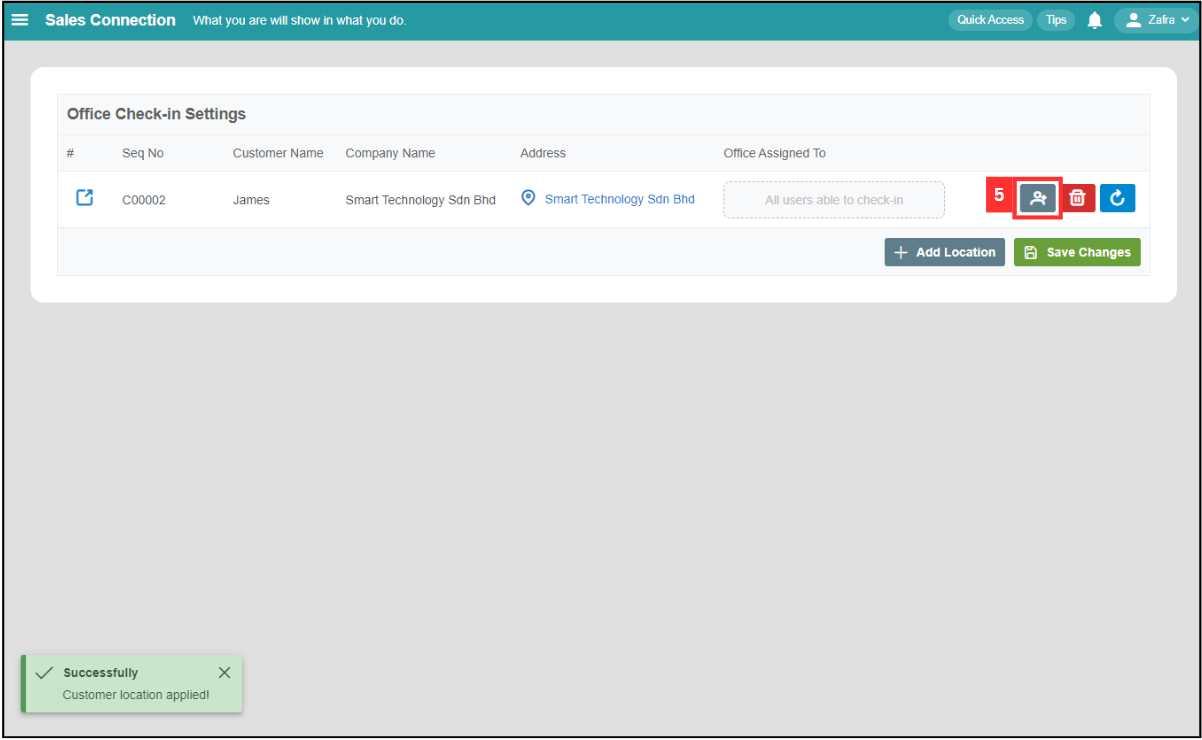 Sales Connection What you are will show in what you do. Quick Access Tips Zafra
Office Check-in Settings
# Seq No Customer Name Company Name Address Office Assigned To
C00002 James Smart Technology Sdn Bhd Smart Technology Sdn Bhd All users able to check-in 5
Add Location Save Changes
Successfully
Customer location applied!